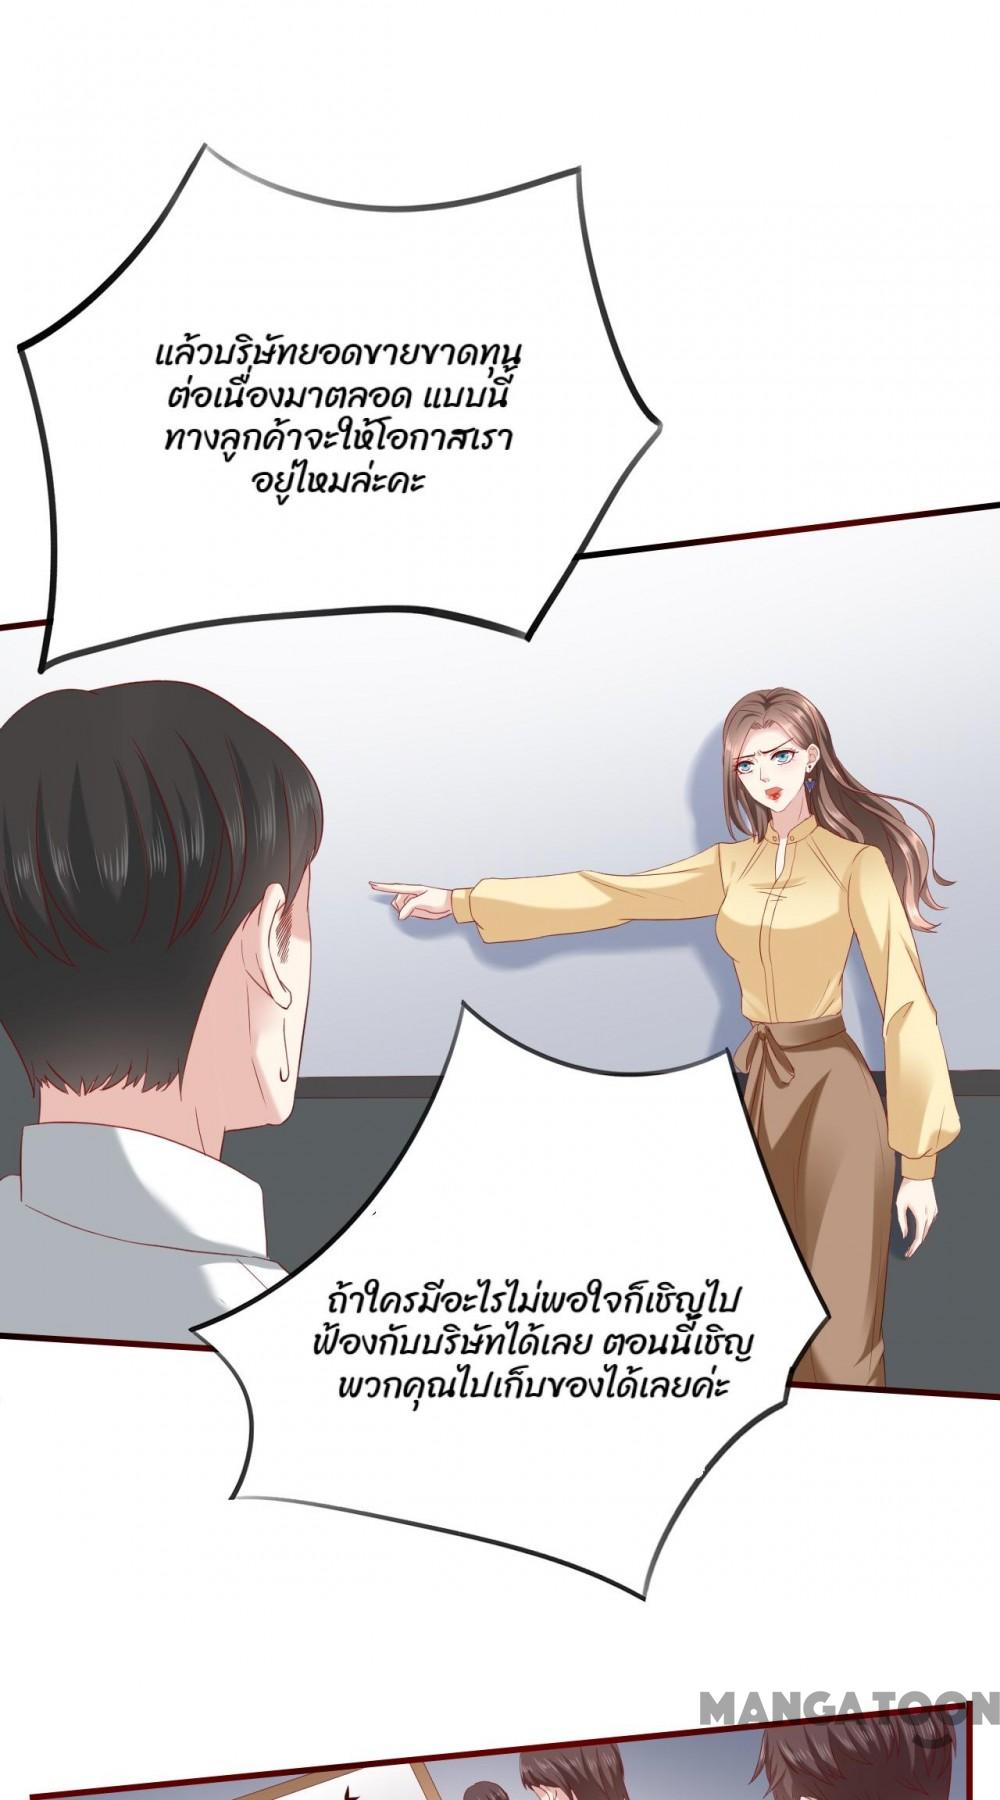 แล้วบริษัทยอดขายขาดทุน
ต่อเนื่องมาตลอด แบบนี้
ทางลูกค้าจะให้โอกาสเรา
อยู่ไหมล่ะคะ
ถ้าใครมีอะไรไม่พอใจก็เชิญไป
ฟ้องกับบริษัทได้เลย ตอนนี้เชิญ
พวกคุณไปเก็บของได้เลยค่ะ
MANGATOON